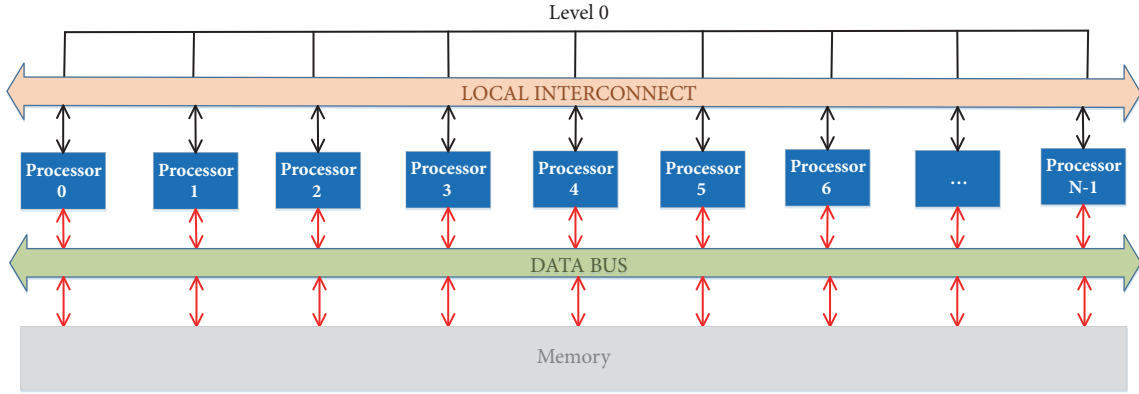 Level 0
LOCAL INTERCONNECT
Processor
0
Processor
1
Processor
2
Processor
3
Processor
4
Processor
5
Processor
6
...
Processor
N-1
DATA BUS
Memory